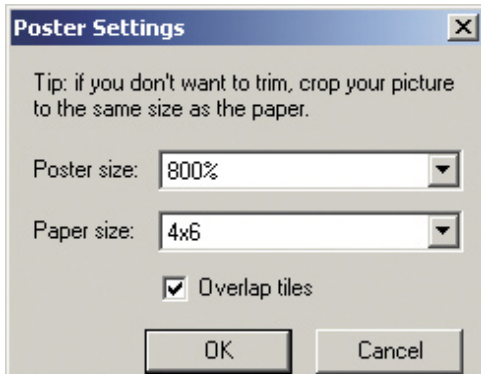 Poster Settings
Tip: if you don't want to trim, crop your picture
to the same size as the paper.
Poster size: 800%
Paper size: 4x6
Overlap tiles
OK Cancel